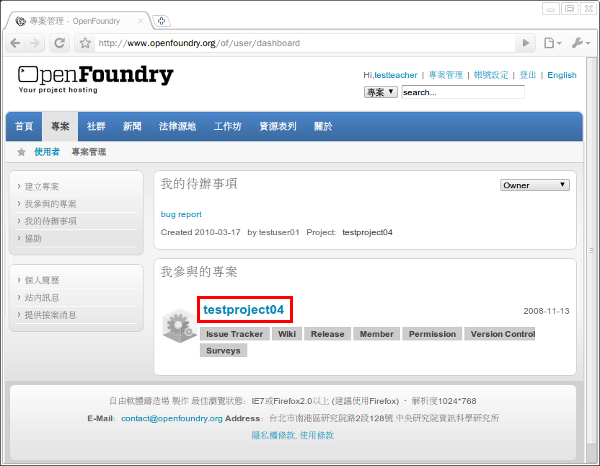 專案管理 - OpenFoundry
http://www.openfoundry.org/of/user/dashboard
OpenFoundry
Your project hosting
Hi,testteacher | 專案管理 | 帳號設定 | 登出 | English
專案 search...
首頁 專案 社群 新聞 法律源地 工作坊 資源表列 關於
使用者 專案管理
建立專案
我參與的專案
我的待辦事項
協助
個人簡歷
站內訊息
提供接案消息
我的待辦事項
Owner
bug report
Created 2010-03-17 by testuser01 Project: testproject04
我參與的專案
testproject04
2008-11-13
Issue Tracker Wiki Release Member Permission Version Control
Surveys
自由軟體鑄造場 製作 最佳瀏覽狀態: IE7或Firefox2.0以上 (建議使用Firefox) · 解析度1024*768
E-Mail: contact@openfoundry.org Address: 台北市南港區研究院路2段128號 中央研究院資訊科學研究所
隱私權條款, 使用條款